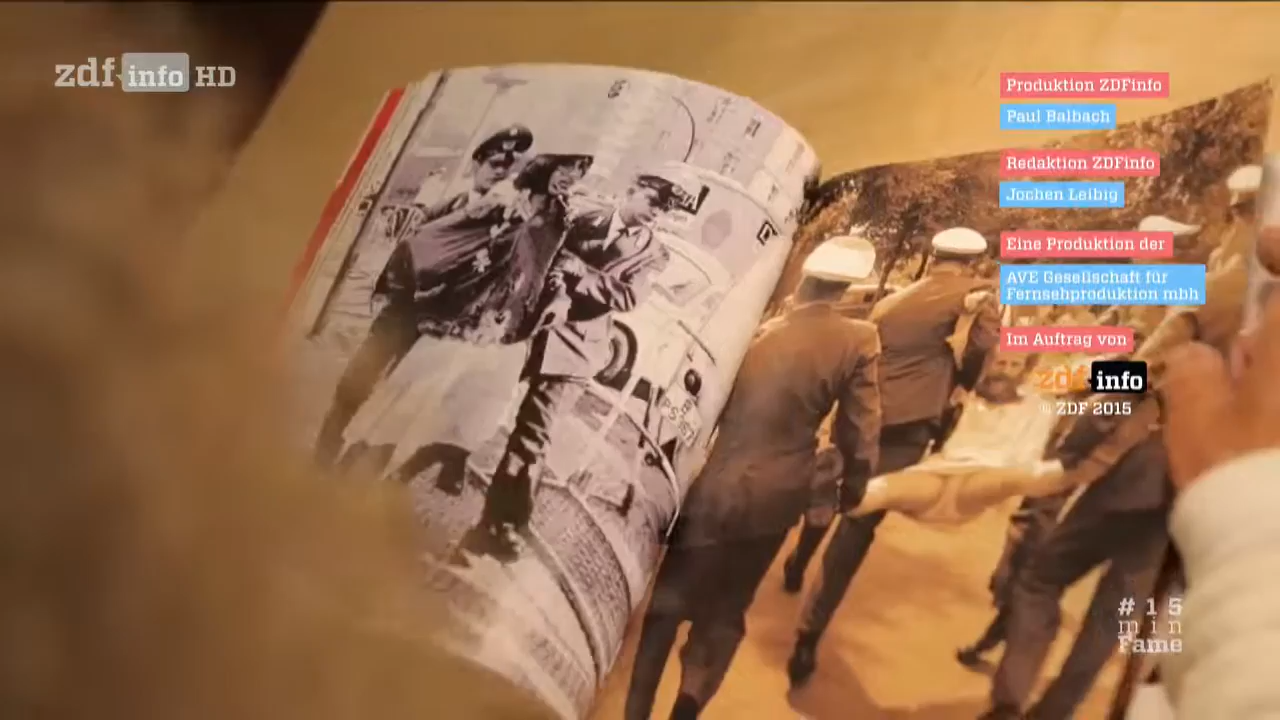 zdf info HD
Produktion ZDFinfo
Paul Balbach
Redaktion ZDFinfo
Jochen Leibig
Eine Produktion der
AVE Gesellschaft für
Fernsehproduktion mbh
Im Auftrag von
zdf info
© ZDF 2015
#15
min
Fame